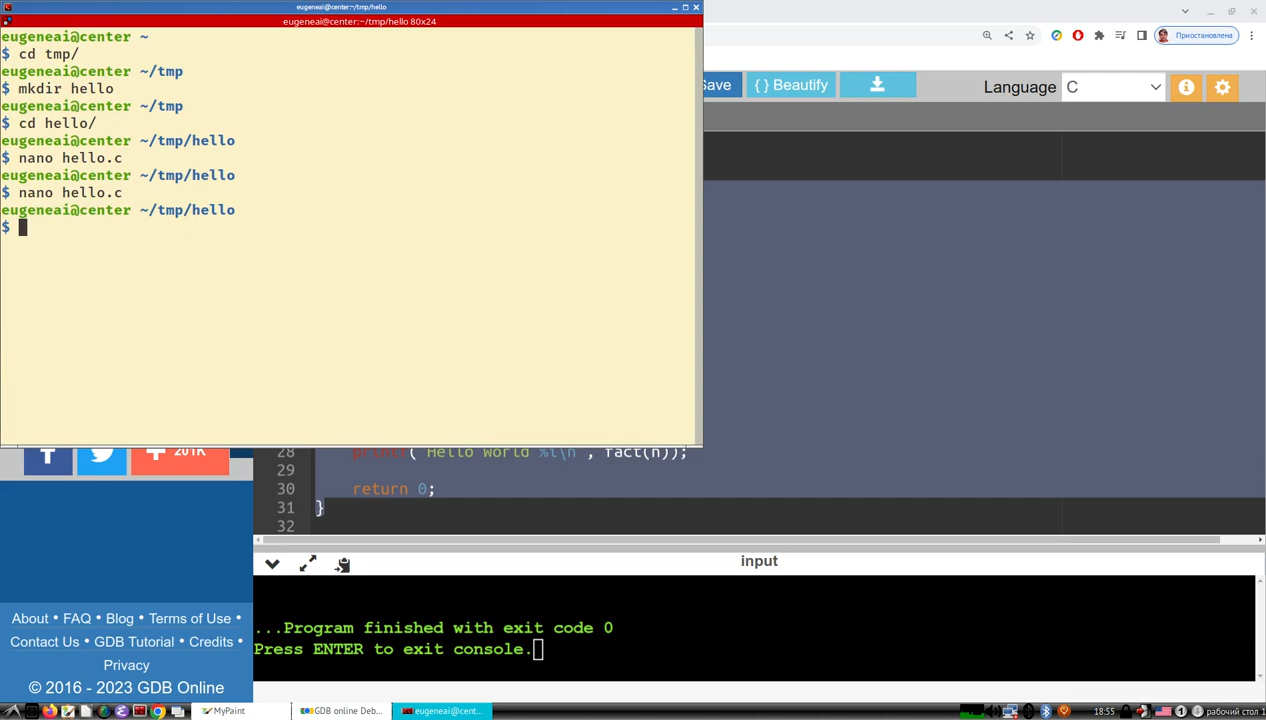 eugeneai@center:~/tmp/hello
eugeneai@center:~/tmp/hello 80x24
eugeneai@center ~
$ cd tmp/
eugeneai@center ~/tmp
$ mkdir hello
eugeneai@center ~/tmp
$ cd hello/
eugeneai@center ~/tmp/hello
$ nano hello.c
eugeneai@center ~/tmp/hello
$ nano hello.c
eugeneai@center ~/tmp/hello
$
Приостановлена
Save { } Beautify Language C
201K
28 printf("Hello World %l\n", fact(n));
29
30 return 0;
31 }
32
input
...Program finished with exit code 0
Press ENTER to exit console.
About • FAQ • Blog • Terms of Use •
Contact Us • GDB Tutorial • Credits •
Privacy
© 2016 - 2023 GDB Online
MyPaint GDB online Deb... eugeneai@cent... 18:55 рабочий стол 1